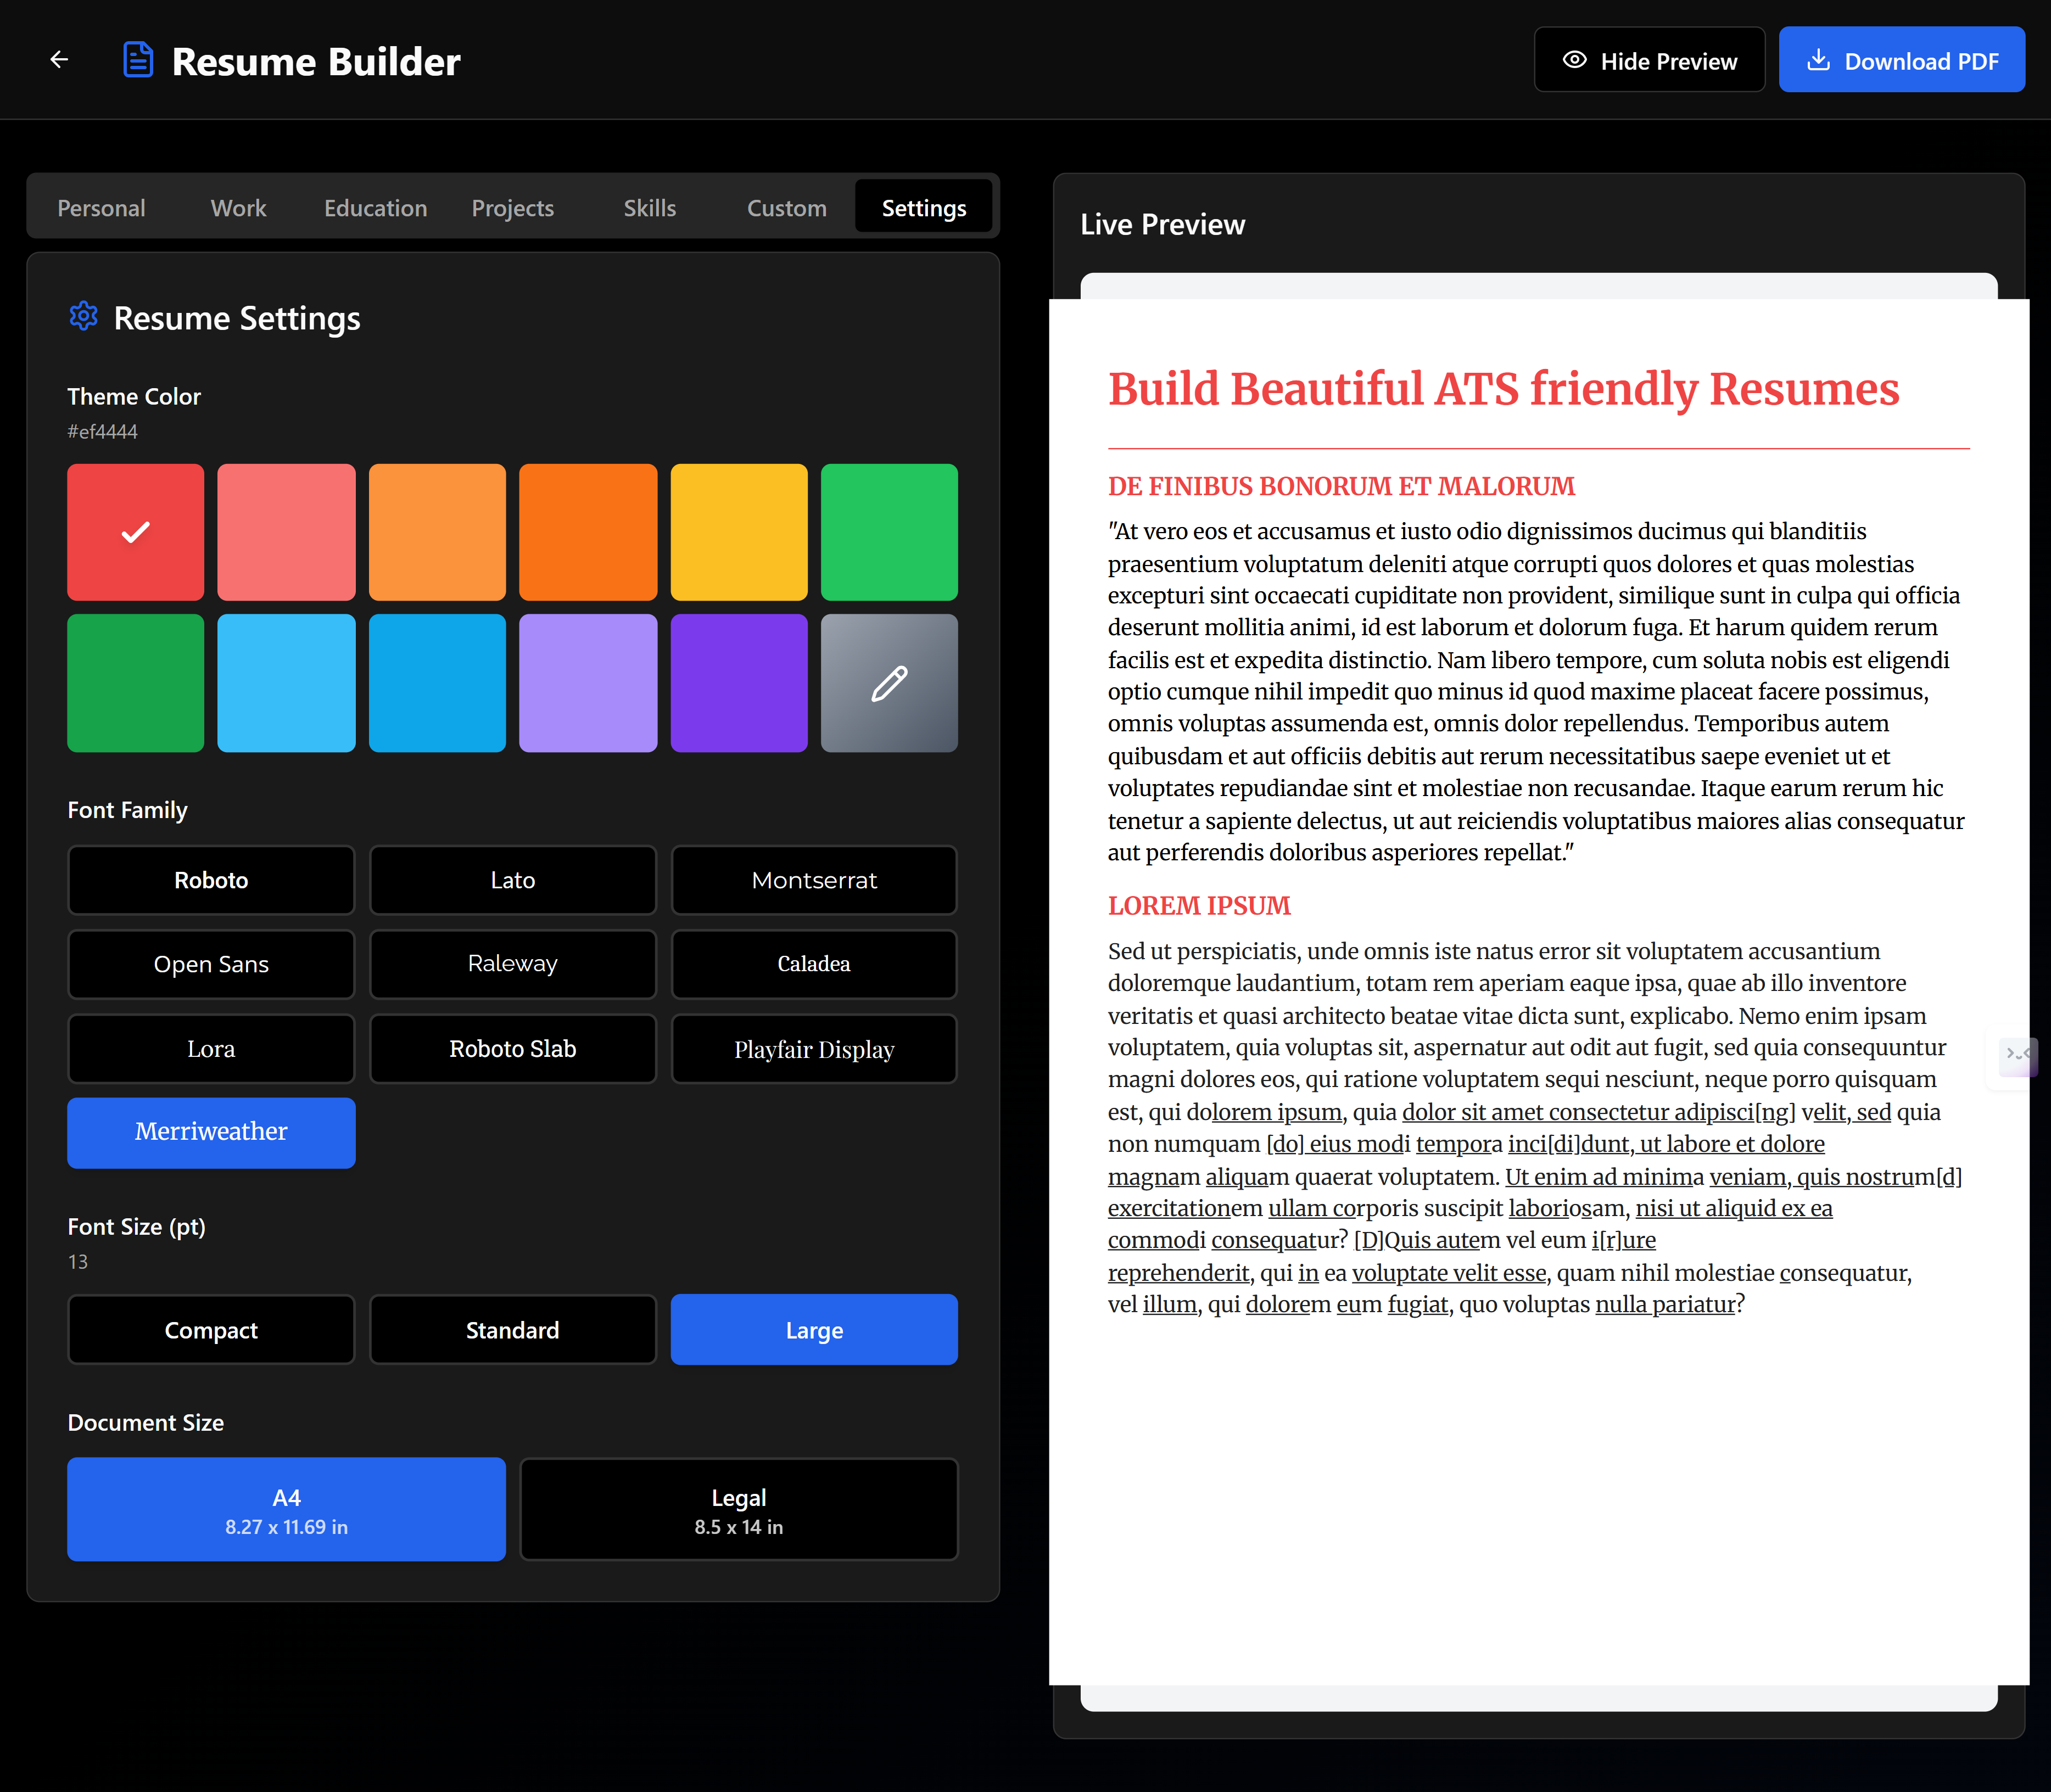 Resume Builder
Hide Preview
Download PDF
Personal
Work
Education
Projects
Skills
Custom
Settings
Resume Settings
Theme Color
#ef4444
Font Family
Roboto
Lato
Montserrat
Open Sans
Raleway
Caladea
Lora
Roboto Slab
Playfair Display
Merriweather
Font Size (pt)
13
Compact
Standard
Large
Document Size
A4
8.27 x 11.69 in
Legal
8.5 x 14 in
Live Preview
Build Beautiful ATS friendly Resumes
DE FINIBUS BONORUM ET MALORUM
"At vero eos et accusamus et iusto odio dignissimos ducimus qui blanditiis
praesentium voluptatum deleniti atque corrupti quos dolores et quas molestias
excepturi sint occaecati cupiditate non provident, similique sunt in culpa qui officia
deserunt mollitia animi, id est laborum et dolorum fuga. Et harum quidem rerum
facilis est et expedita distinctio. Nam libero tempore, cum soluta nobis est eligendi
optio cumque nihil impedit quo minus id quod maxime placeat facere possimus,
omnis voluptas assumenda est, omnis dolor repellendus. Temporibus autem
quibusdam et aut officiis debitis aut rerum necessitatibus saepe eveniet ut et
voluptates repudiandae sint et molestiae non recusandae. Itaque earum rerum hic
tenetur a sapiente delectus, ut aut reiciendis voluptatibus maiores alias consequatur
aut perferendis doloribus asperiores repellat."
LOREM IPSUM
Sed ut perspiciatis, unde omnis iste natus error sit voluptatem accusantium
doloremque laudantium, totam rem aperiam eaque ipsa, quae ab illo inventore
veritatis et quasi architecto beatae vitae dicta sunt, explicabo. Nemo enim ipsam
voluptatem, quia voluptas sit, aspernatur aut odit aut fugit, sed quia consequuntur
magni dolores eos, qui ratione voluptatem sequi nesciunt, neque porro quisquam
est, qui dolorem ipsum, quia dolor sit amet consectetur adipisci[ng] velit, sed quia
non numquam [do] eius modi tempora inci[di]dunt, ut labore et dolore
magnam aliquam quaerat voluptatem. Ut enim ad minima veniam, quis nostrum[d]
exercitationem ullam corporis suscipit laboriosam, nisi ut aliquid ex ea
commodi consequatur? [D]Quis autem vel eum i[r]ure
reprehenderit, qui in ea voluptate velit esse, quam nihil molestiae consequatur,
vel illum, qui dolorem eum fugiat, quo voluptas nulla pariatur?